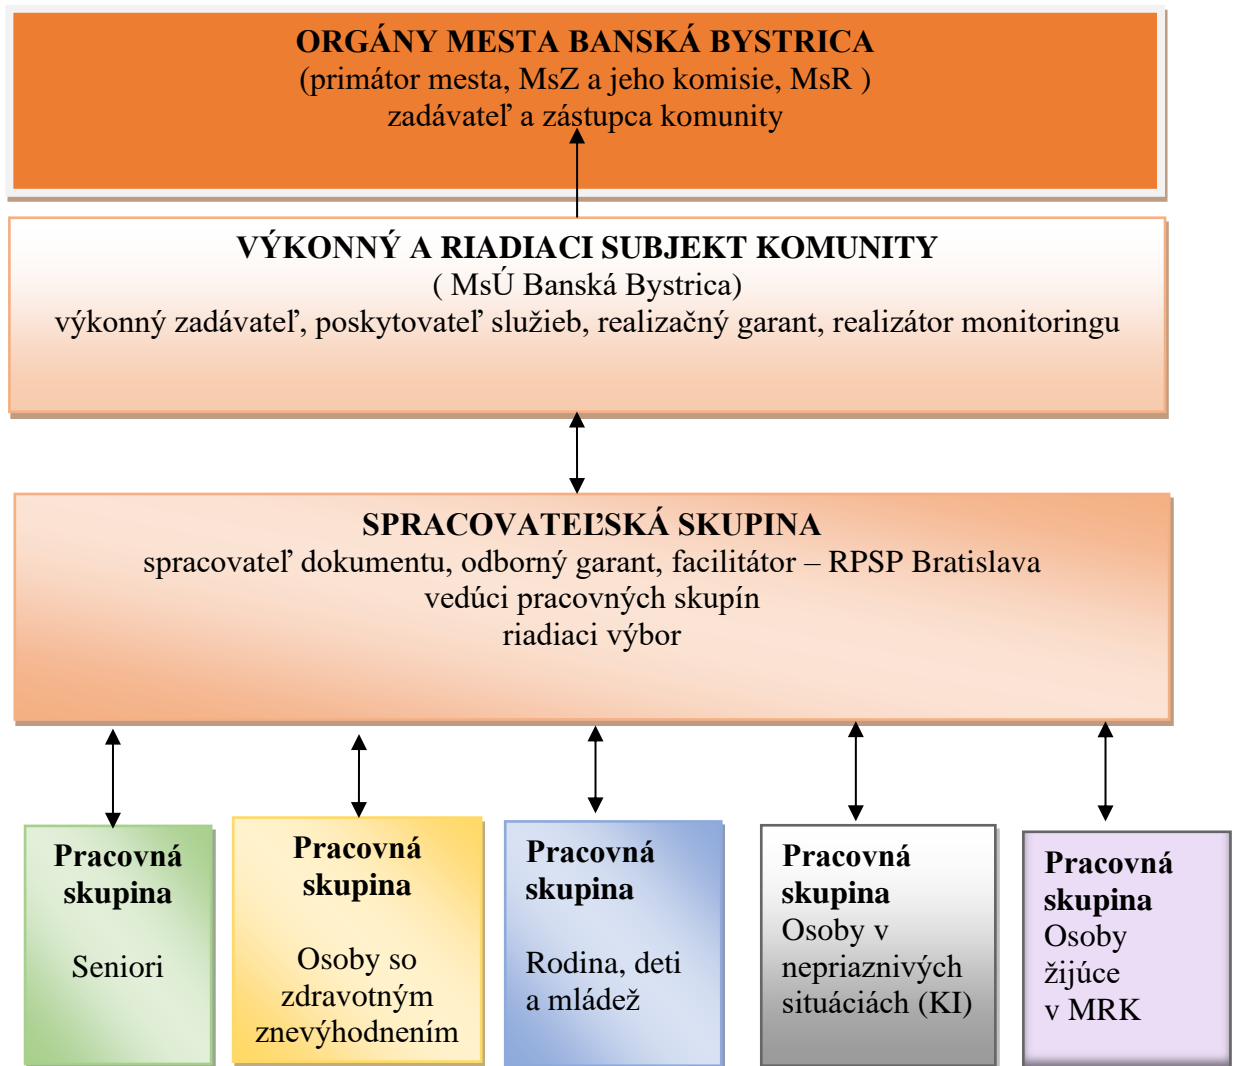 ORGÁNY MESTA BANSKÁ BYSTRICA
(primátor mesta, MsZ a jeho komisie, MsR )
zadávateľ a zástupca komunity
VÝKONNÝ A RIADIACI SUBJEKT KOMUNITY
( MsÚ Banská Bystrica)
výkonný zadávateľ, poskytovateľ služieb, realizačný garant, realizátor monitoringu
SPRACOVATEĽSKÁ SKUPINA
spracovateľ dokumentu, odborný garant, facilitátor – RPSP Bratislava
vedúci pracovných skupín
riadiaci výbor
Pracovná
skupina
Seniori
Pracovná
skupina
Osoby so
zdravotným
znevýhodnením
Pracovná
skupina
Rodina, deti
a mládež
Pracovná
skupina
Osoby v
nepriaznivých
situáciách (KI)
Pracovná
skupina
Osoby
žijúce
v MRK